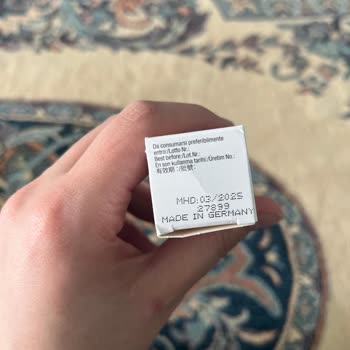 Da consumarsi preferibilmente
entro:/Lotto Nr.:
Best before:/Lot.Nr.:
En son kullanma tarihi:/Üretim No.:
有效期：/批號：
MHD:03/2025
27899
MADE IN GERMANY